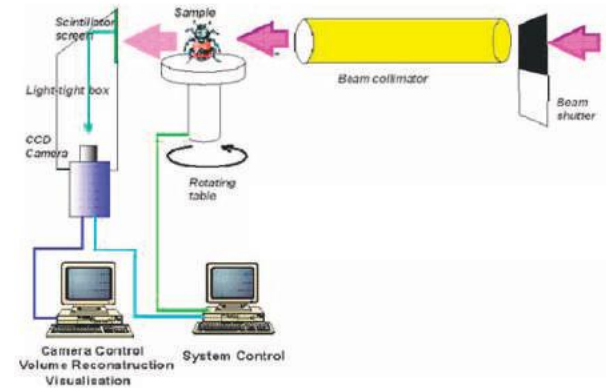 Scintillator
screen
Sample
Beam collimator
Beam
shutter
Light-tight box
CCD
Camera
Rotating
table
Camera Control
Volume Reconstruction
Visualisation
System Control